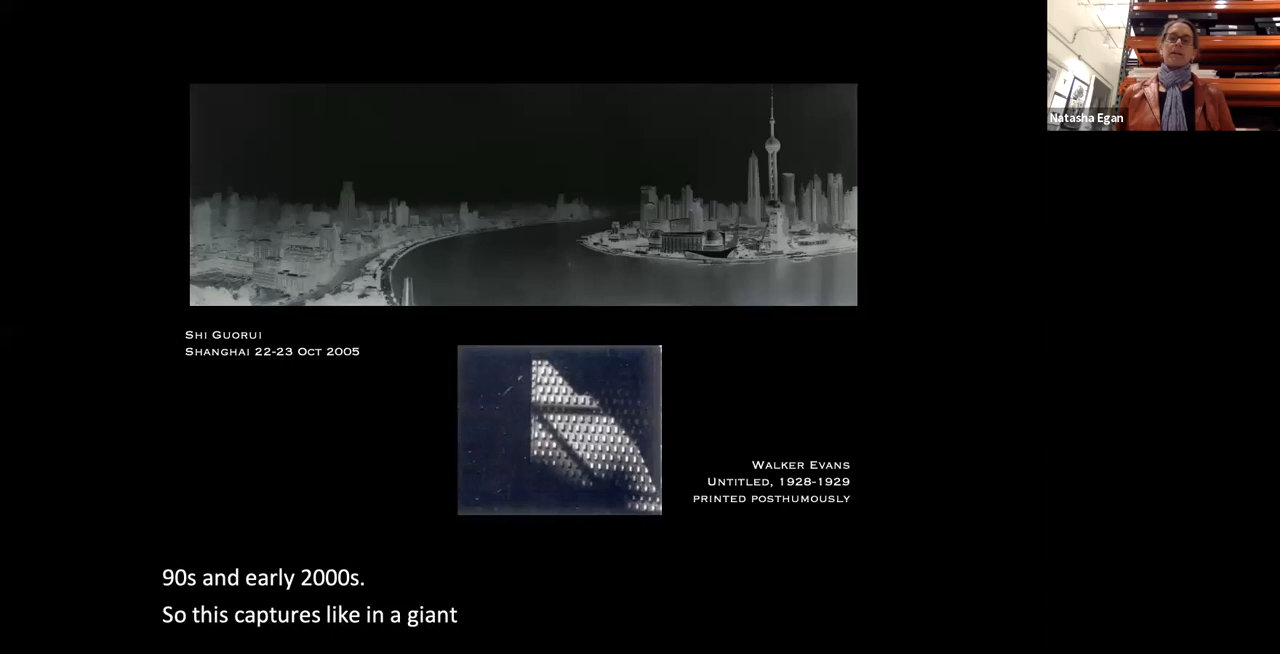 Natasha Egan
Shi Guorui
Shanghai 22-23 Oct 2005
Walker Evans
Untitled, 1928-1929
printed posthumously
90s and early 2000s.
So this captures like in a giant